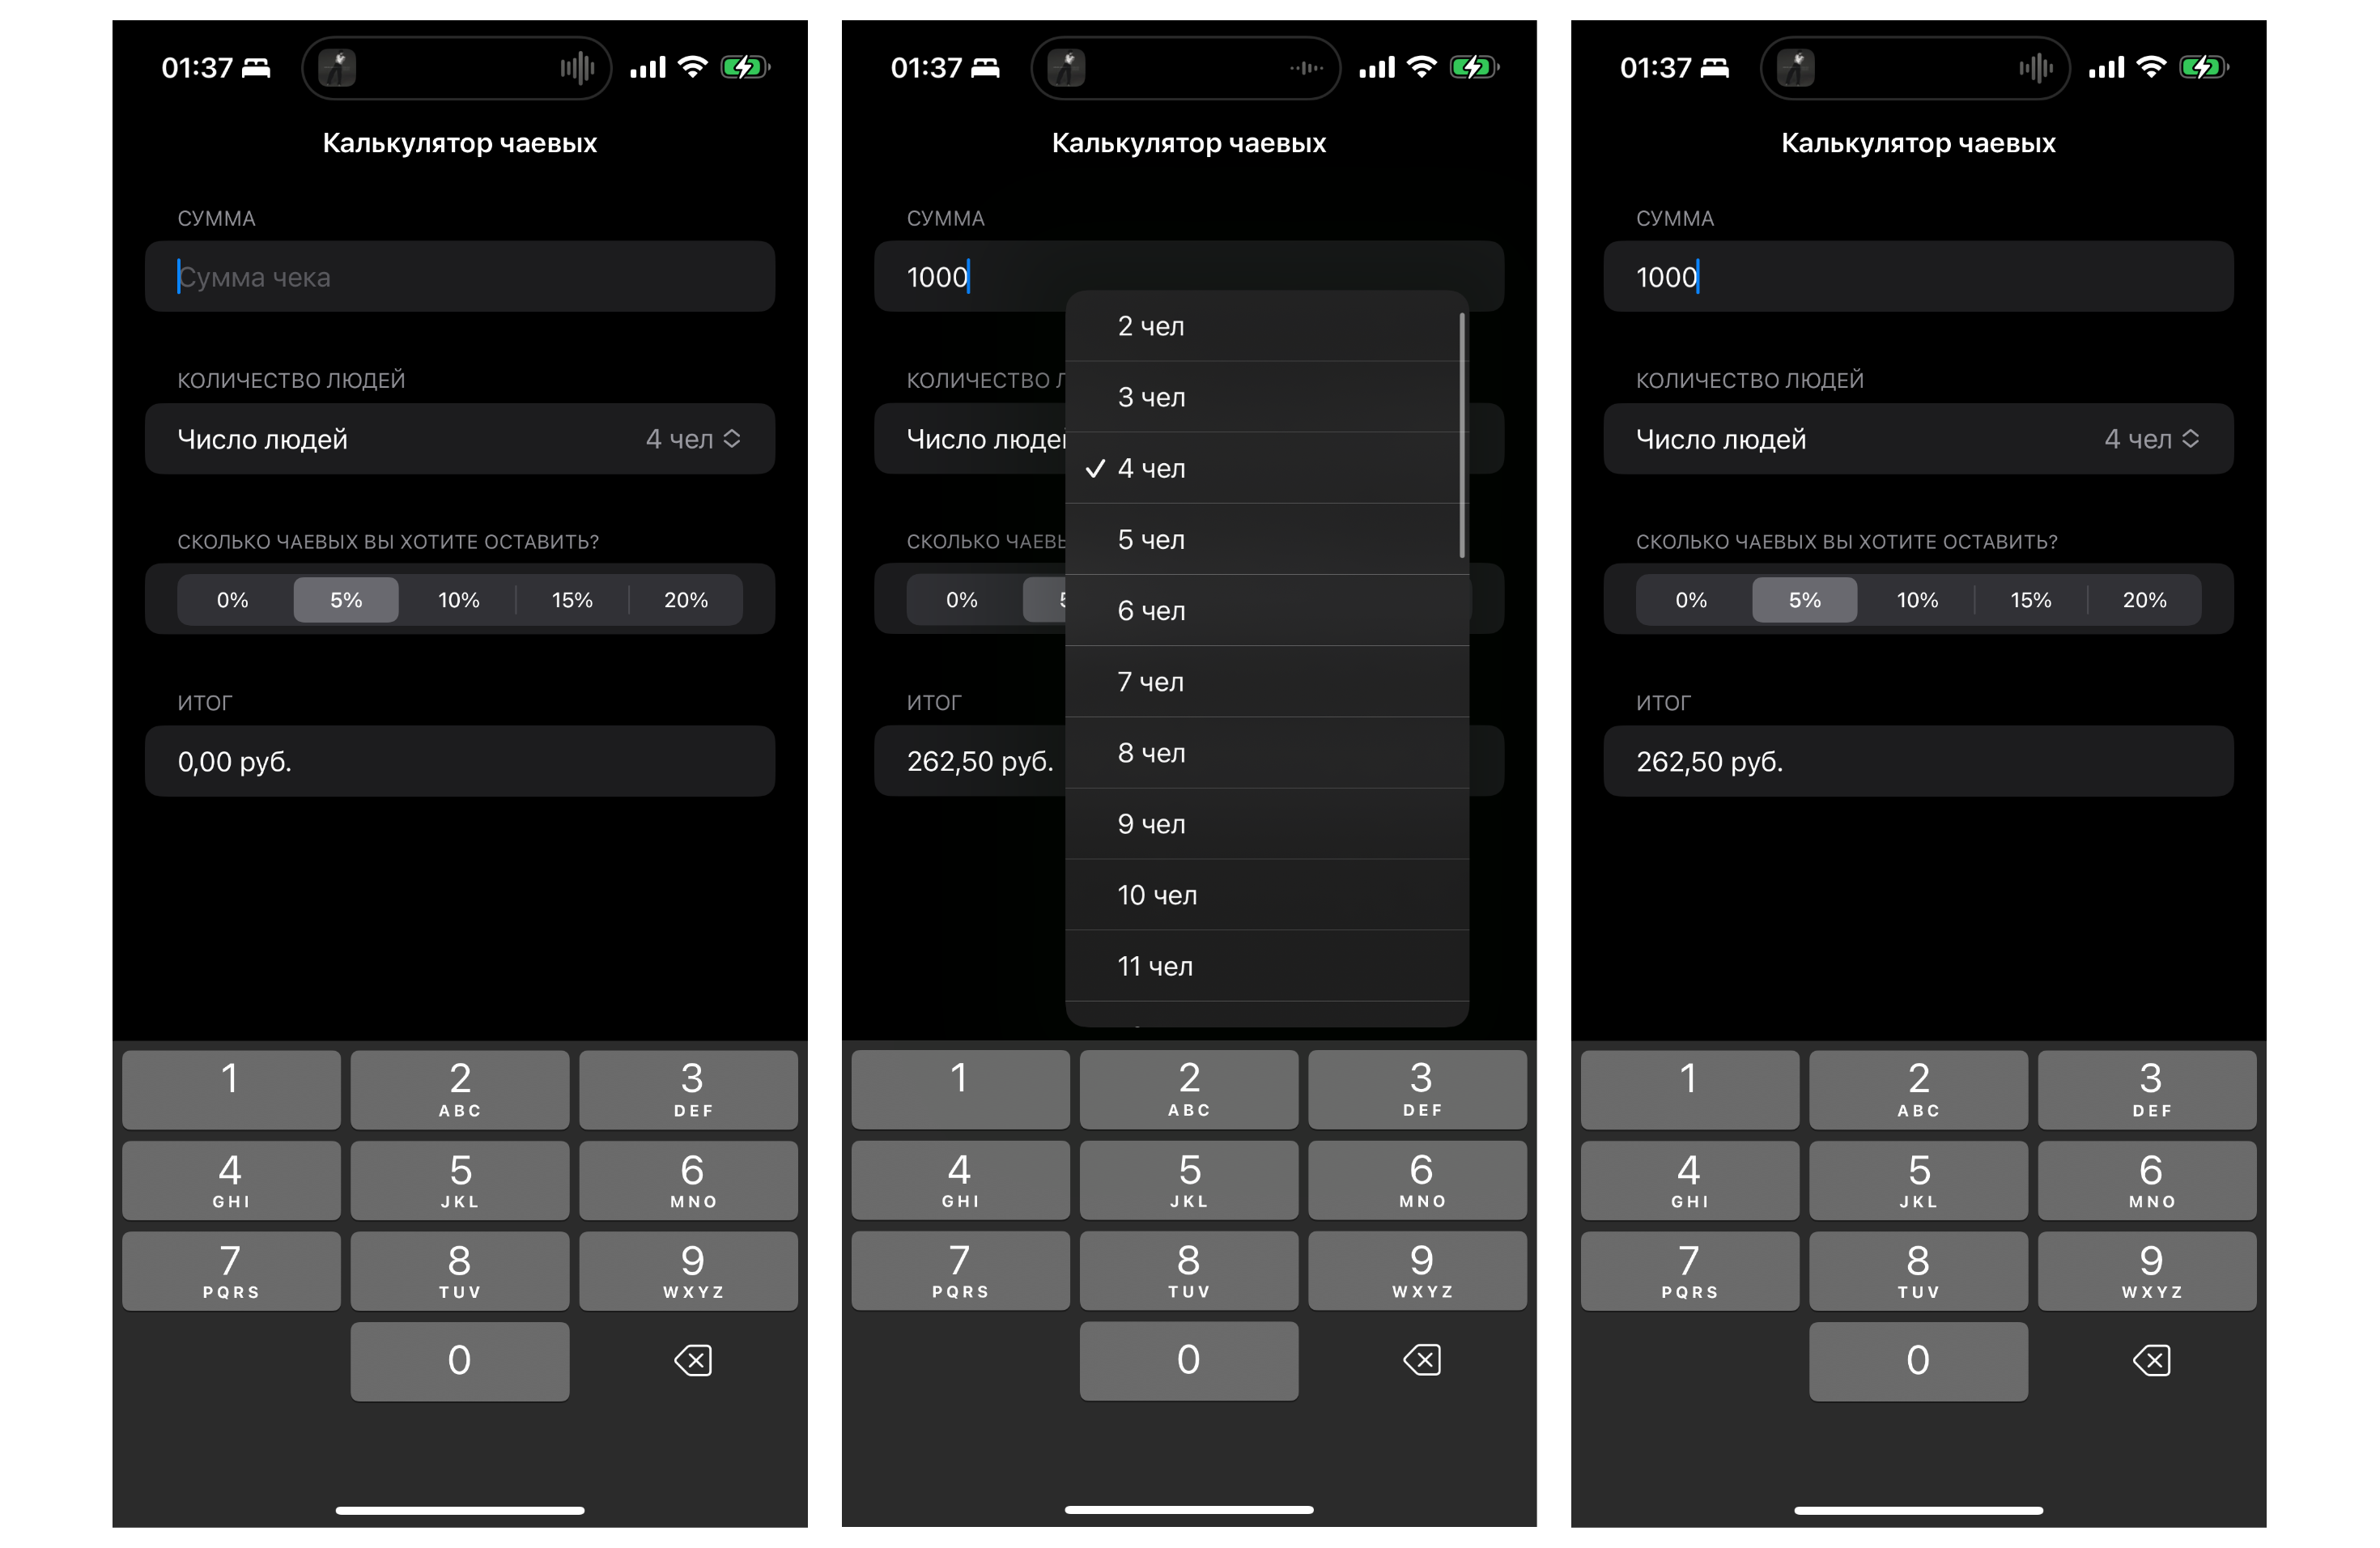 01:37
Калькулятор чаевых
СУММА
Сумма чека
КОЛИЧЕСТВО ЛЮДЕЙ
Число людей 4 чел
СКОЛЬКО ЧАЕВЫХ ВЫ ХОТИТЕ ОСТАВИТЬ?
0% 5% 10% 15% 20%
ИТОГ
0,00 руб.
1 2 3
ABC DEF
4 5 6
GHI JKL MNO
7 8 9
PQRS TUV WXYZ
0
01:37
Калькулятор чаевых
СУММА
1000
2 чел
КОЛИЧЕСТВО
3 чел
Число людей
4 чел
5 чел
СКОЛЬКО ЧАЕВ
0%
6 чел
7 чел
ИТОГ
262,50 руб.
8 чел
9 чел
10 чел
11 чел
1 2 3
ABC DEF
4 5 6
GHI JKL MNO
7 8 9
PQRS TUV WXYZ
0
01:37
Калькулятор чаевых
СУММА
1000
КОЛИЧЕСТВО ЛЮДЕЙ
Число людей 4 чел
СКОЛЬКО ЧАЕВЫХ ВЫ ХОТИТЕ ОСТАВИТЬ?
0% 5% 10% 15% 20%
ИТОГ
262,50 руб.
1 2 3
ABC DEF
4 5 6
GHI JKL MNO
7 8 9
PQRS TUV WXYZ
0